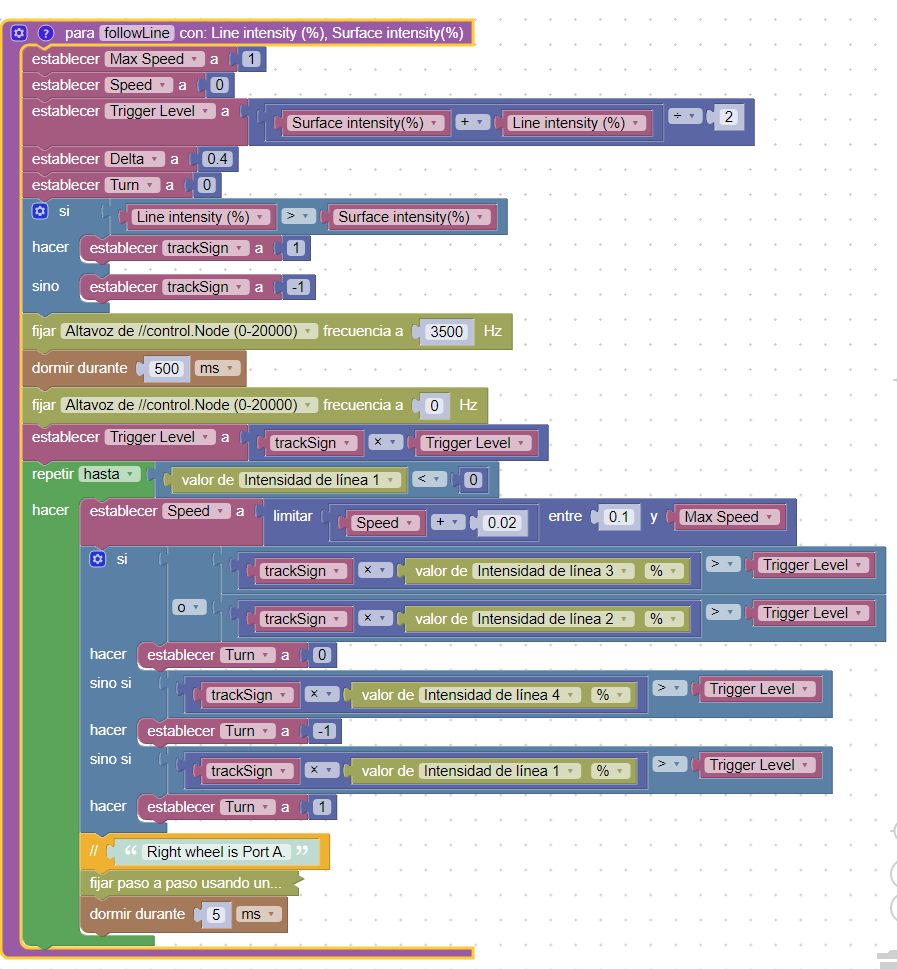 para followLine con: Line intensity (%), Surface intensity(%)
establecer Max Speed a 1
establecer Speed a 0
establecer Trigger Level a Surface intensity(%) + Line intensity (%) ÷ 2
establecer Delta a 0.4
establecer Turn a 0
si Line intensity (%) > Surface intensity(%)
hacer establecer trackSign a 1
sino establecer trackSign a -1
fijar Altavoz de //control.Node (0-20000) frecuencia a 3500 Hz
dormir durante 500 ms
fijar Altavoz de //control.Node (0-20000) frecuencia a 0 Hz
establecer Trigger Level a trackSign × Trigger Level
repetir hasta valor de Intensidad de línea 1 < 0
hacer establecer Speed a limitar Speed + 0.02 entre 0.1 y Max Speed
si trackSign × valor de Intensidad de línea 3 % > Trigger Level
o
trackSign × valor de Intensidad de línea 2 % > Trigger Level
hacer establecer Turn a 0
sino si trackSign × valor de Intensidad de línea 4 % > Trigger Level
hacer establecer Turn a -1
sino si trackSign × valor de Intensidad de línea 1 % > Trigger Level
hacer establecer Turn a 1
// “ Right wheel is Port A. ”
fijar paso a paso usando un...
dormir durante 5 ms